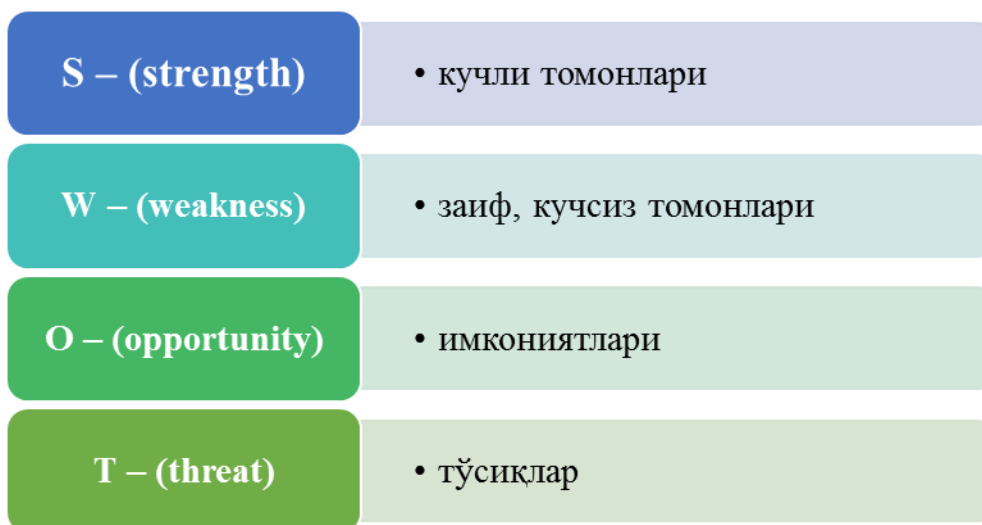 S – (strength)
• кучли томонлари
W – (weakness)
• заиф, кучсиз томонлари
O – (opportunity)
• имкониятлари
T – (threat)
• тўсиқлар